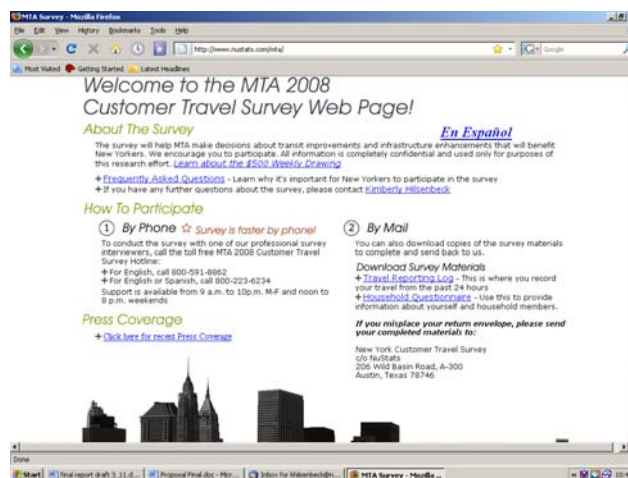 MTA Survey - Mozilla Firefox
File Edit View History Bookmarks Tools Help
http://www.nustats.com/mta/
Google
Most Visited Getting Started Latest Headlines
Welcome to the MTA 2008
Customer Travel Survey Web Page!
About The Survey
En Español
The survey will help MTA make decisions about transit improvements and infrastructure enhancements that will benefit
New Yorkers. We encourage you to participate. All information is completely confidential and used only for purposes of
this research effort. Learn about the $500 Weekly Drawing
+ Frequently Asked Questions - Learn why it's important for New Yorkers to participate in the survey
+ If you have any further questions about the survey, please contact Kimberly Hilsenbeck
How To Participate
1 By Phone ☆ Survey is faster by phone!
To conduct the survey with one of our professional survey
interviewers, call the toll free MTA 2008 Customer Travel
Survey Hotline:
+ For English, call 800-591-8862
+ For English or Spanish, call 800-223-6234
Support is available from 9 a.m. to 10p.m. M-F and noon to
8 p.m. weekends
Press Coverage
+ Click here for recent Press Coverage
2 By Mail
You can also download copies of the survey materials
to complete and send back to us.
Download Survey Materials
+ Travel Reporting Log - This is where you record
your travel from the past 24 hours
+ Household Questionnaire - Use this to provide
information about yourself and household members.
If you misplace your return envelope, please send
your completed materials to:
New York Customer Travel Survey
c/o NuStats
206 Wild Basin Road, A-300
Austin, Texas 78746
Done
Start final report draft 3_11.d... Proposal Final.doc - Mic... Inbox for khilsenbeck@n... MTA Survey - Mozilla ...